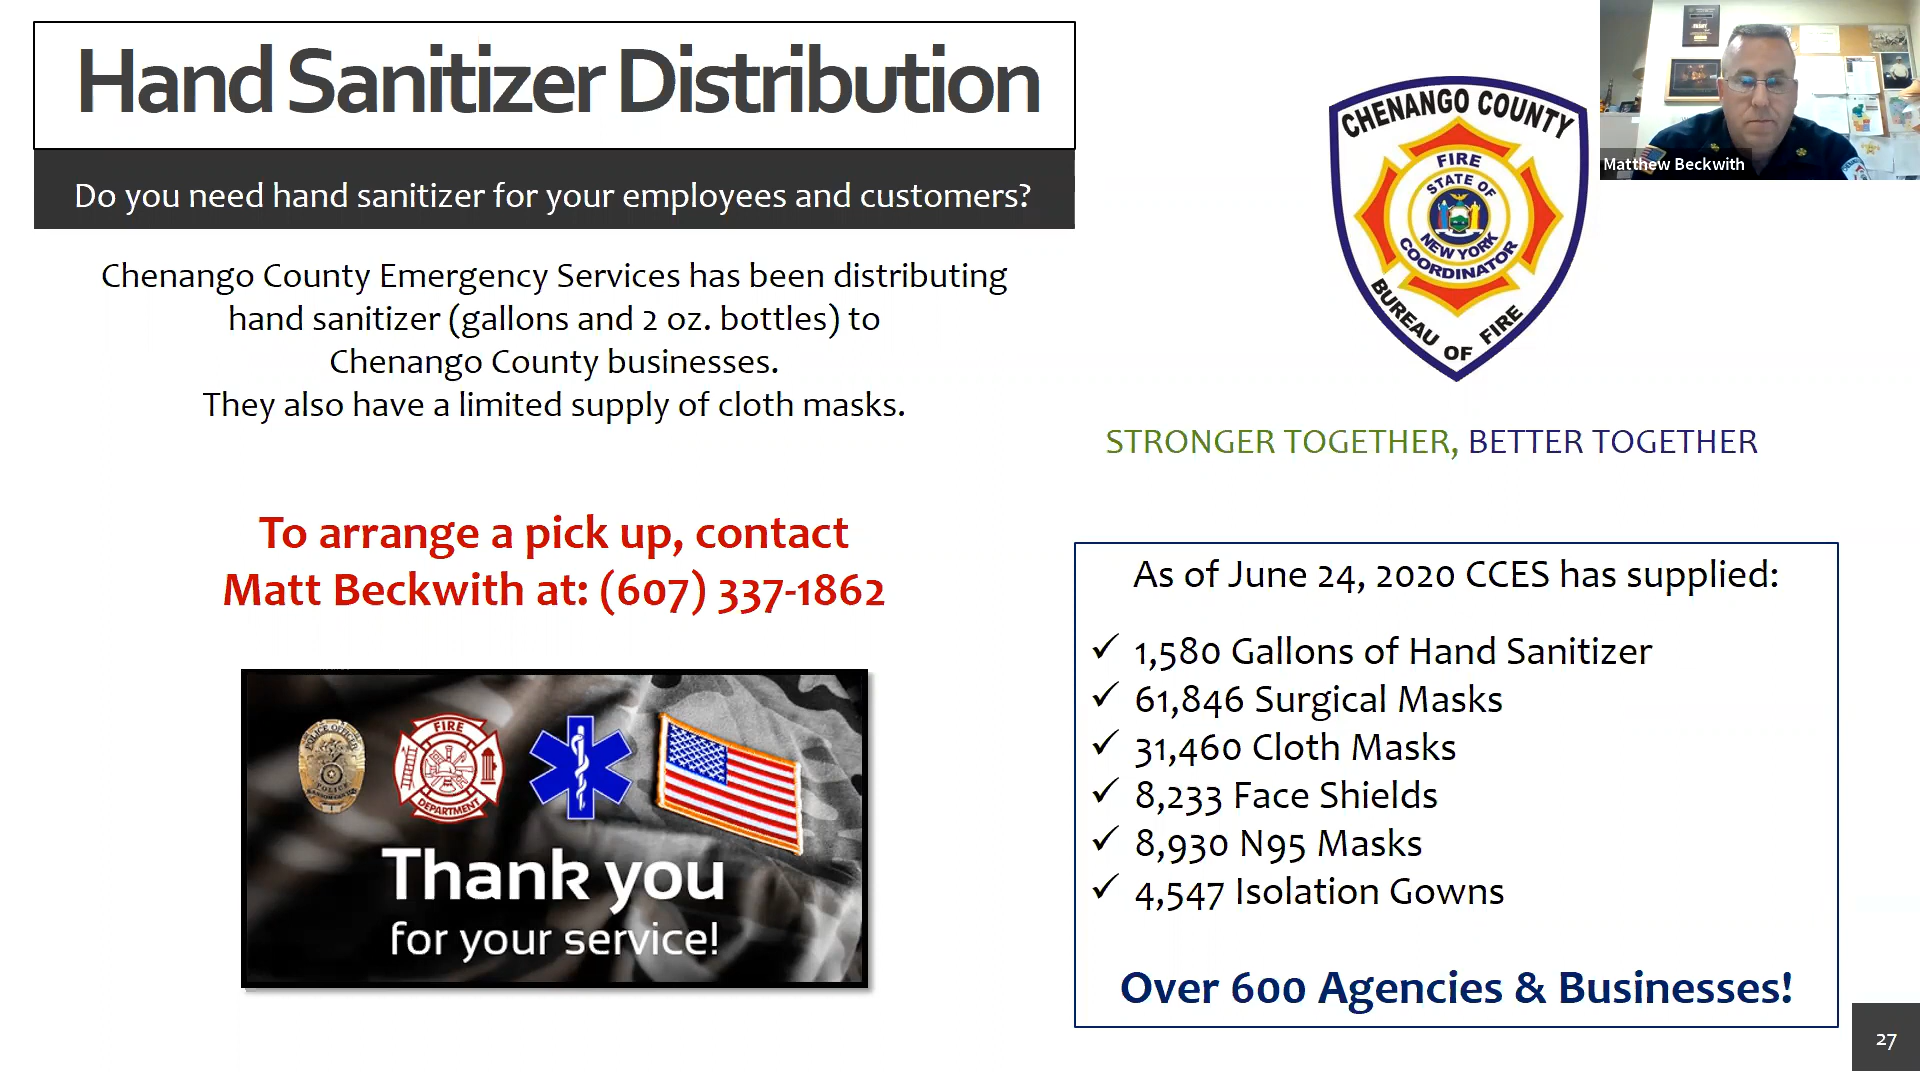 Hand Sanitizer Distribution
Do you need hand sanitizer for your employees and customers?
Chenango County Emergency Services has been distributing
hand sanitizer (gallons and 2 oz. bottles) to
Chenango County businesses.
They also have a limited supply of cloth masks.
To arrange a pick up, contact
Matt Beckwith at: (607) 337-1862
POLICE OFFICER
POLICE
FIRE
DEPARTMENT
Thank you
for your service!
CHENANGO COUNTY
FIRE
STATE OF
NEW YORK
COORDINATOR
BUREAU OF FIRE
Matthew Beckwith
STRONGER TOGETHER, BETTER TOGETHER
As of June 24, 2020 CCES has supplied:
✓ 1,580 Gallons of Hand Sanitizer
✓ 61,846 Surgical Masks
✓ 31,460 Cloth Masks
✓ 8,233 Face Shields
✓ 8,930 N95 Masks
✓ 4,547 Isolation Gowns
Over 600 Agencies & Businesses!
27